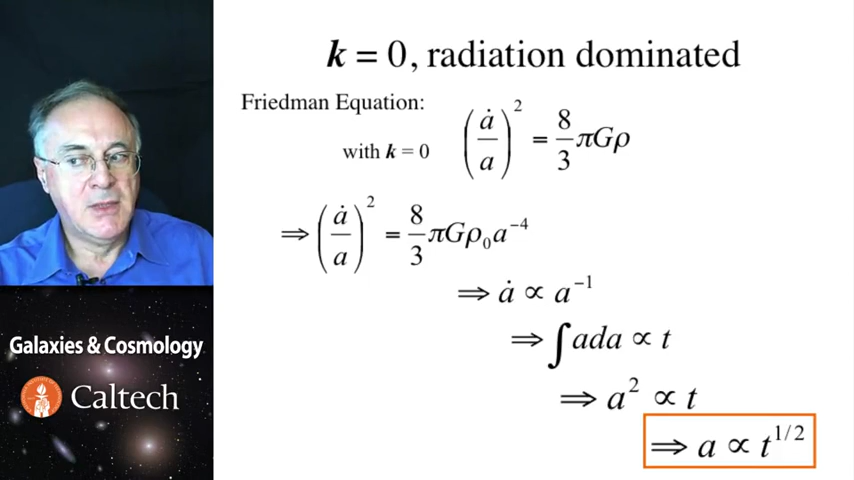 k = 0, radiation dominated
Friedman Equation:
with k = 0
(ȧ/a)² = 8/3 πGρ
⇒ (ȧ/a)² = 8/3 πGρ₀a⁻⁴
⇒ ȧ ∝ a⁻¹
⇒ ∫ada ∝ t
⇒ a² ∝ t
⇒ a ∝ t^{1/2}
Galaxies & Cosmology
Caltech